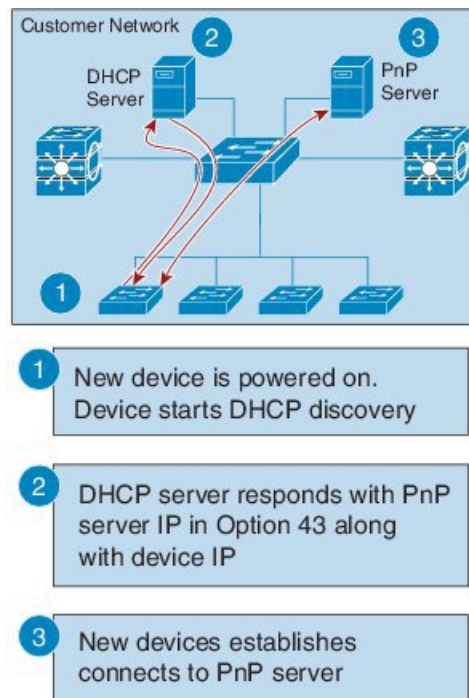 Customer Network
2
3
DHCP
Server
PnP
Server
1
1
New device is powered on.
Device starts DHCP discovery
2
DHCP server responds with PnP
server IP in Option 43 along
with device IP
3
New devices establishes
connects to PnP server